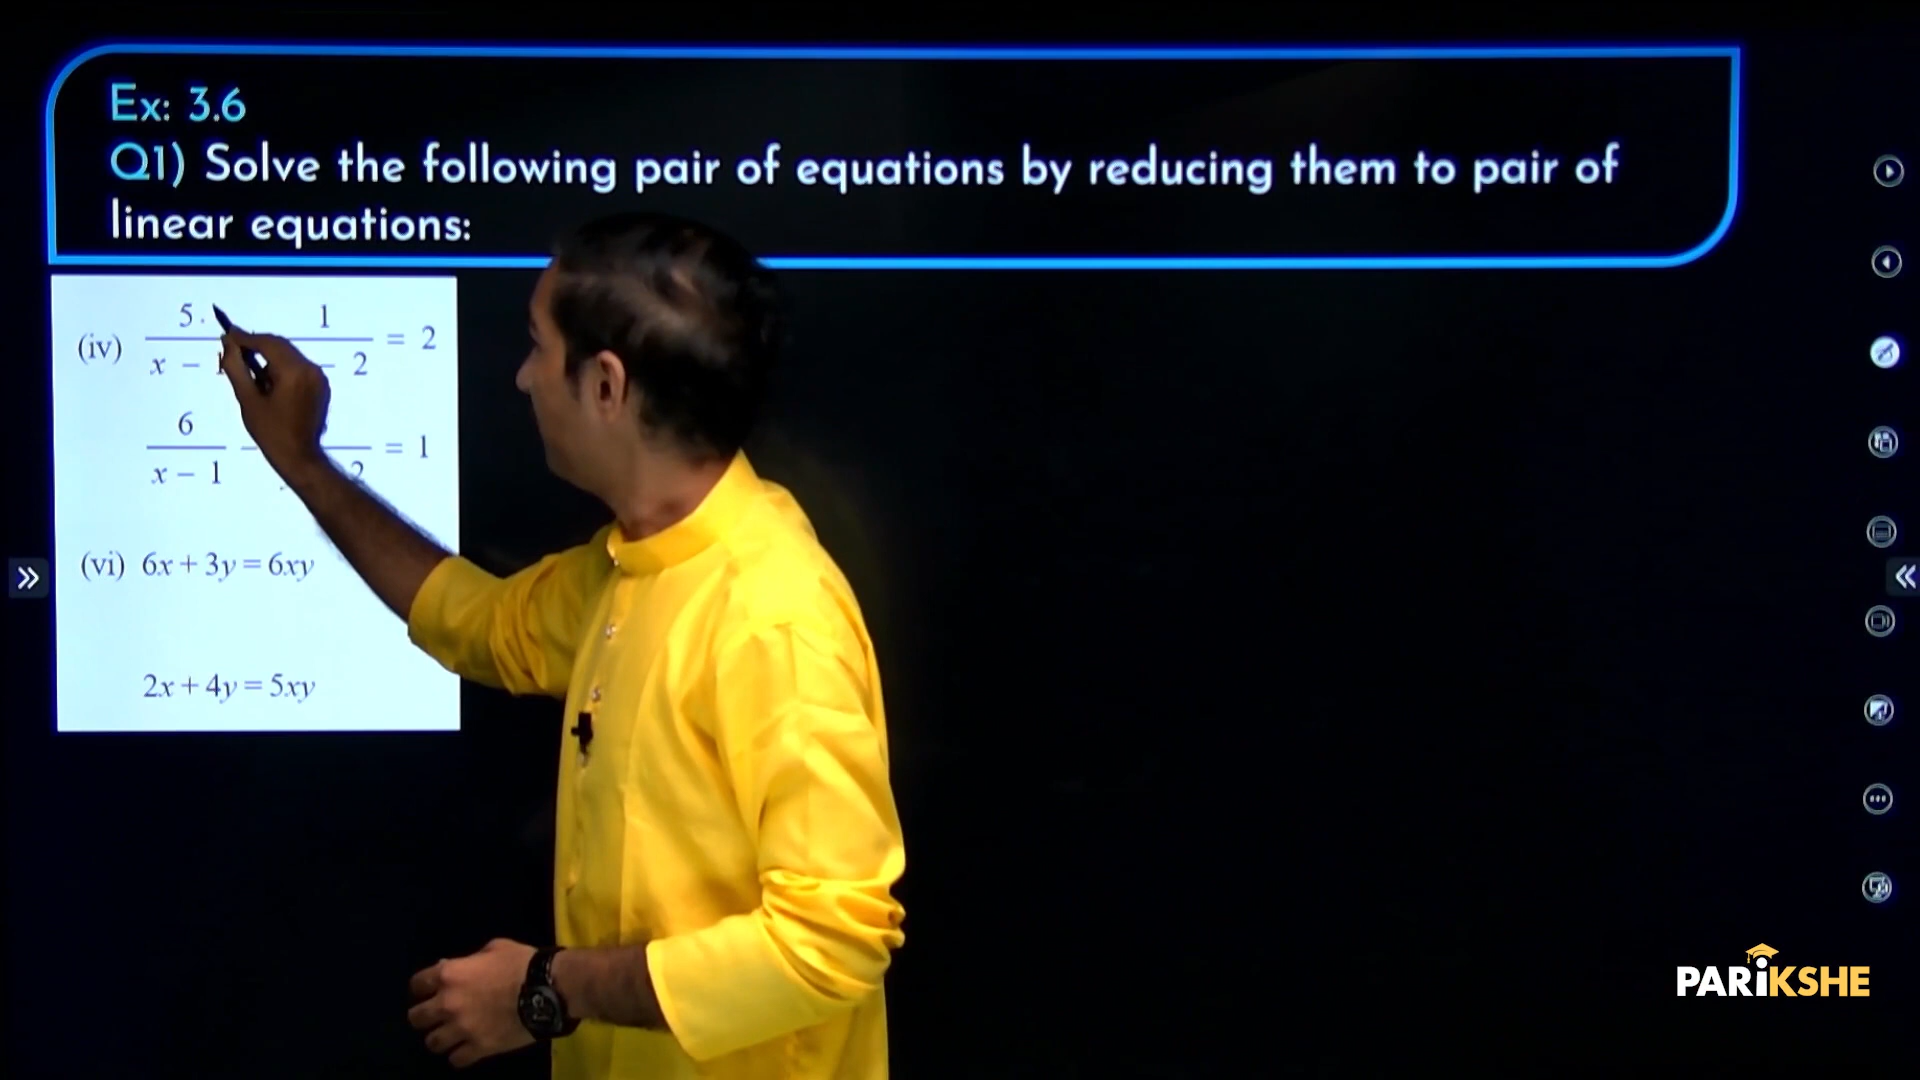 Ex: 3.6
Q1) Solve the following pair of equations by reducing them to pair of
linear equations:
(iv) 5 1 = 2
x − 2
6 − = 1
x − 1 2
(vi) 6x + 3y = 6xy
2x + 4y = 5xy
PARiKSHE